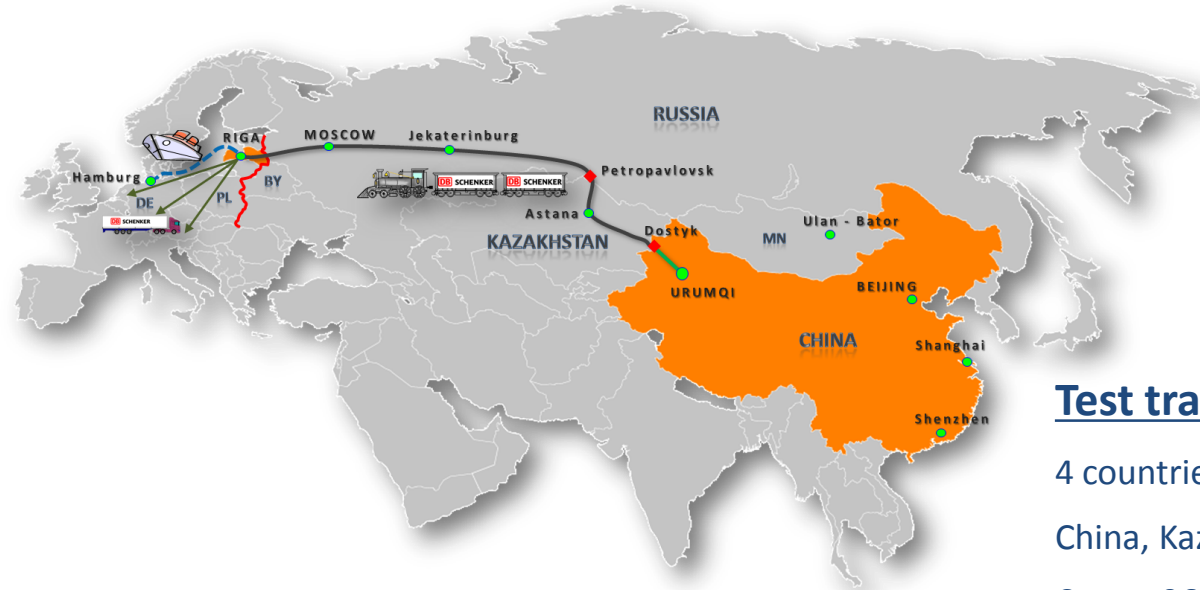 RUSSIA
RIGA
MOSCOW
Jekaterinburg
Hamburg
DE
PL
BY
DB SCHENKER
DB SCHENKER
DB SCHENKER
Petropavlovsk
Astana
KAZAKHSTAN
Dostyk
MN
Ulan - Bator
URUMQI
BEIJING
CHINA
Shanghai
Shenzhen
Test tra
4 countrie
China, Kaz